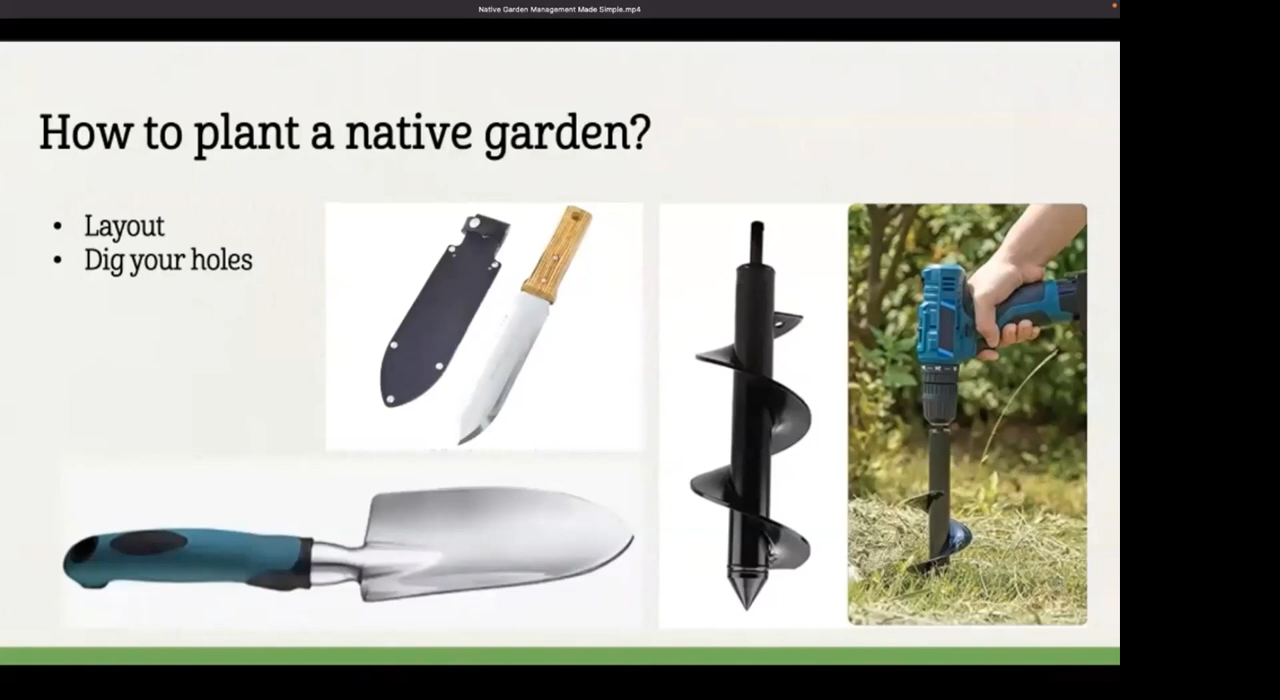 Native Garden Management Made Simple.mp4
How to plant a native garden?
• Layout
• Dig your holes